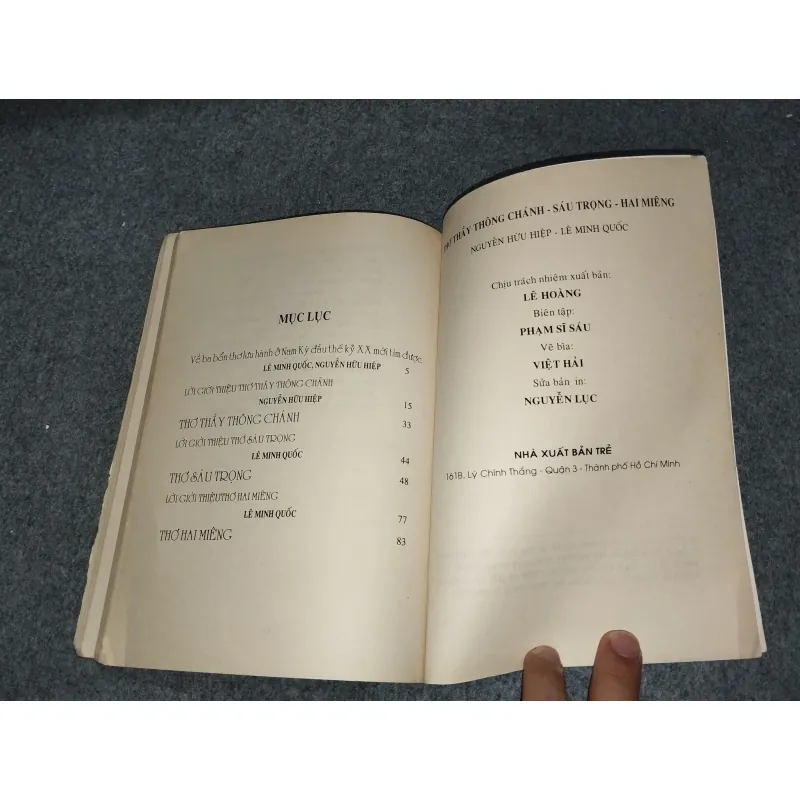 MỤC LỤC
Về ba bổn thơ lưu hành ở Nam Kỳ đầu thế kỷ XX mới tìm được
LÊ MINH QUỐC, NGUYỄN HỮU HIỆP 5
LỜI GIỚI THIỆU THƠ THẦY THÔNG CHÁNH
NGUYỄN HỮU HIỆP 15
THƠ THẦY THÔNG CHÁNH 33
LỜI GIỚI THIỆU THƠ SÁU TRỌNG
LÊ MINH QUỐC 44
THƠ SÁU TRỌNG 48
LỜI GIỚI THIỆU THƠ HAI MIÊNG
LÊ MINH QUỐC 77
THƠ HAI MIÊNG 83
THẦY THÔNG CHÁNH - SÁU TRỌNG - HAI MIÊNG
NGUYỄN HỮU HIỆP - LÊ MINH QUỐC
Chịu trách nhiệm xuất bản:
LÊ HOÀNG
Biên tập:
PHẠM SĨ SÁU
Vẽ bìa:
VIỆT HẢI
Sửa bản in:
NGUYỄN LỤC
NHÀ XUẤT BẢN TRẺ
161B, Lý Chính Thắng - Quận 3 - Thành phố Hồ Chí Minh